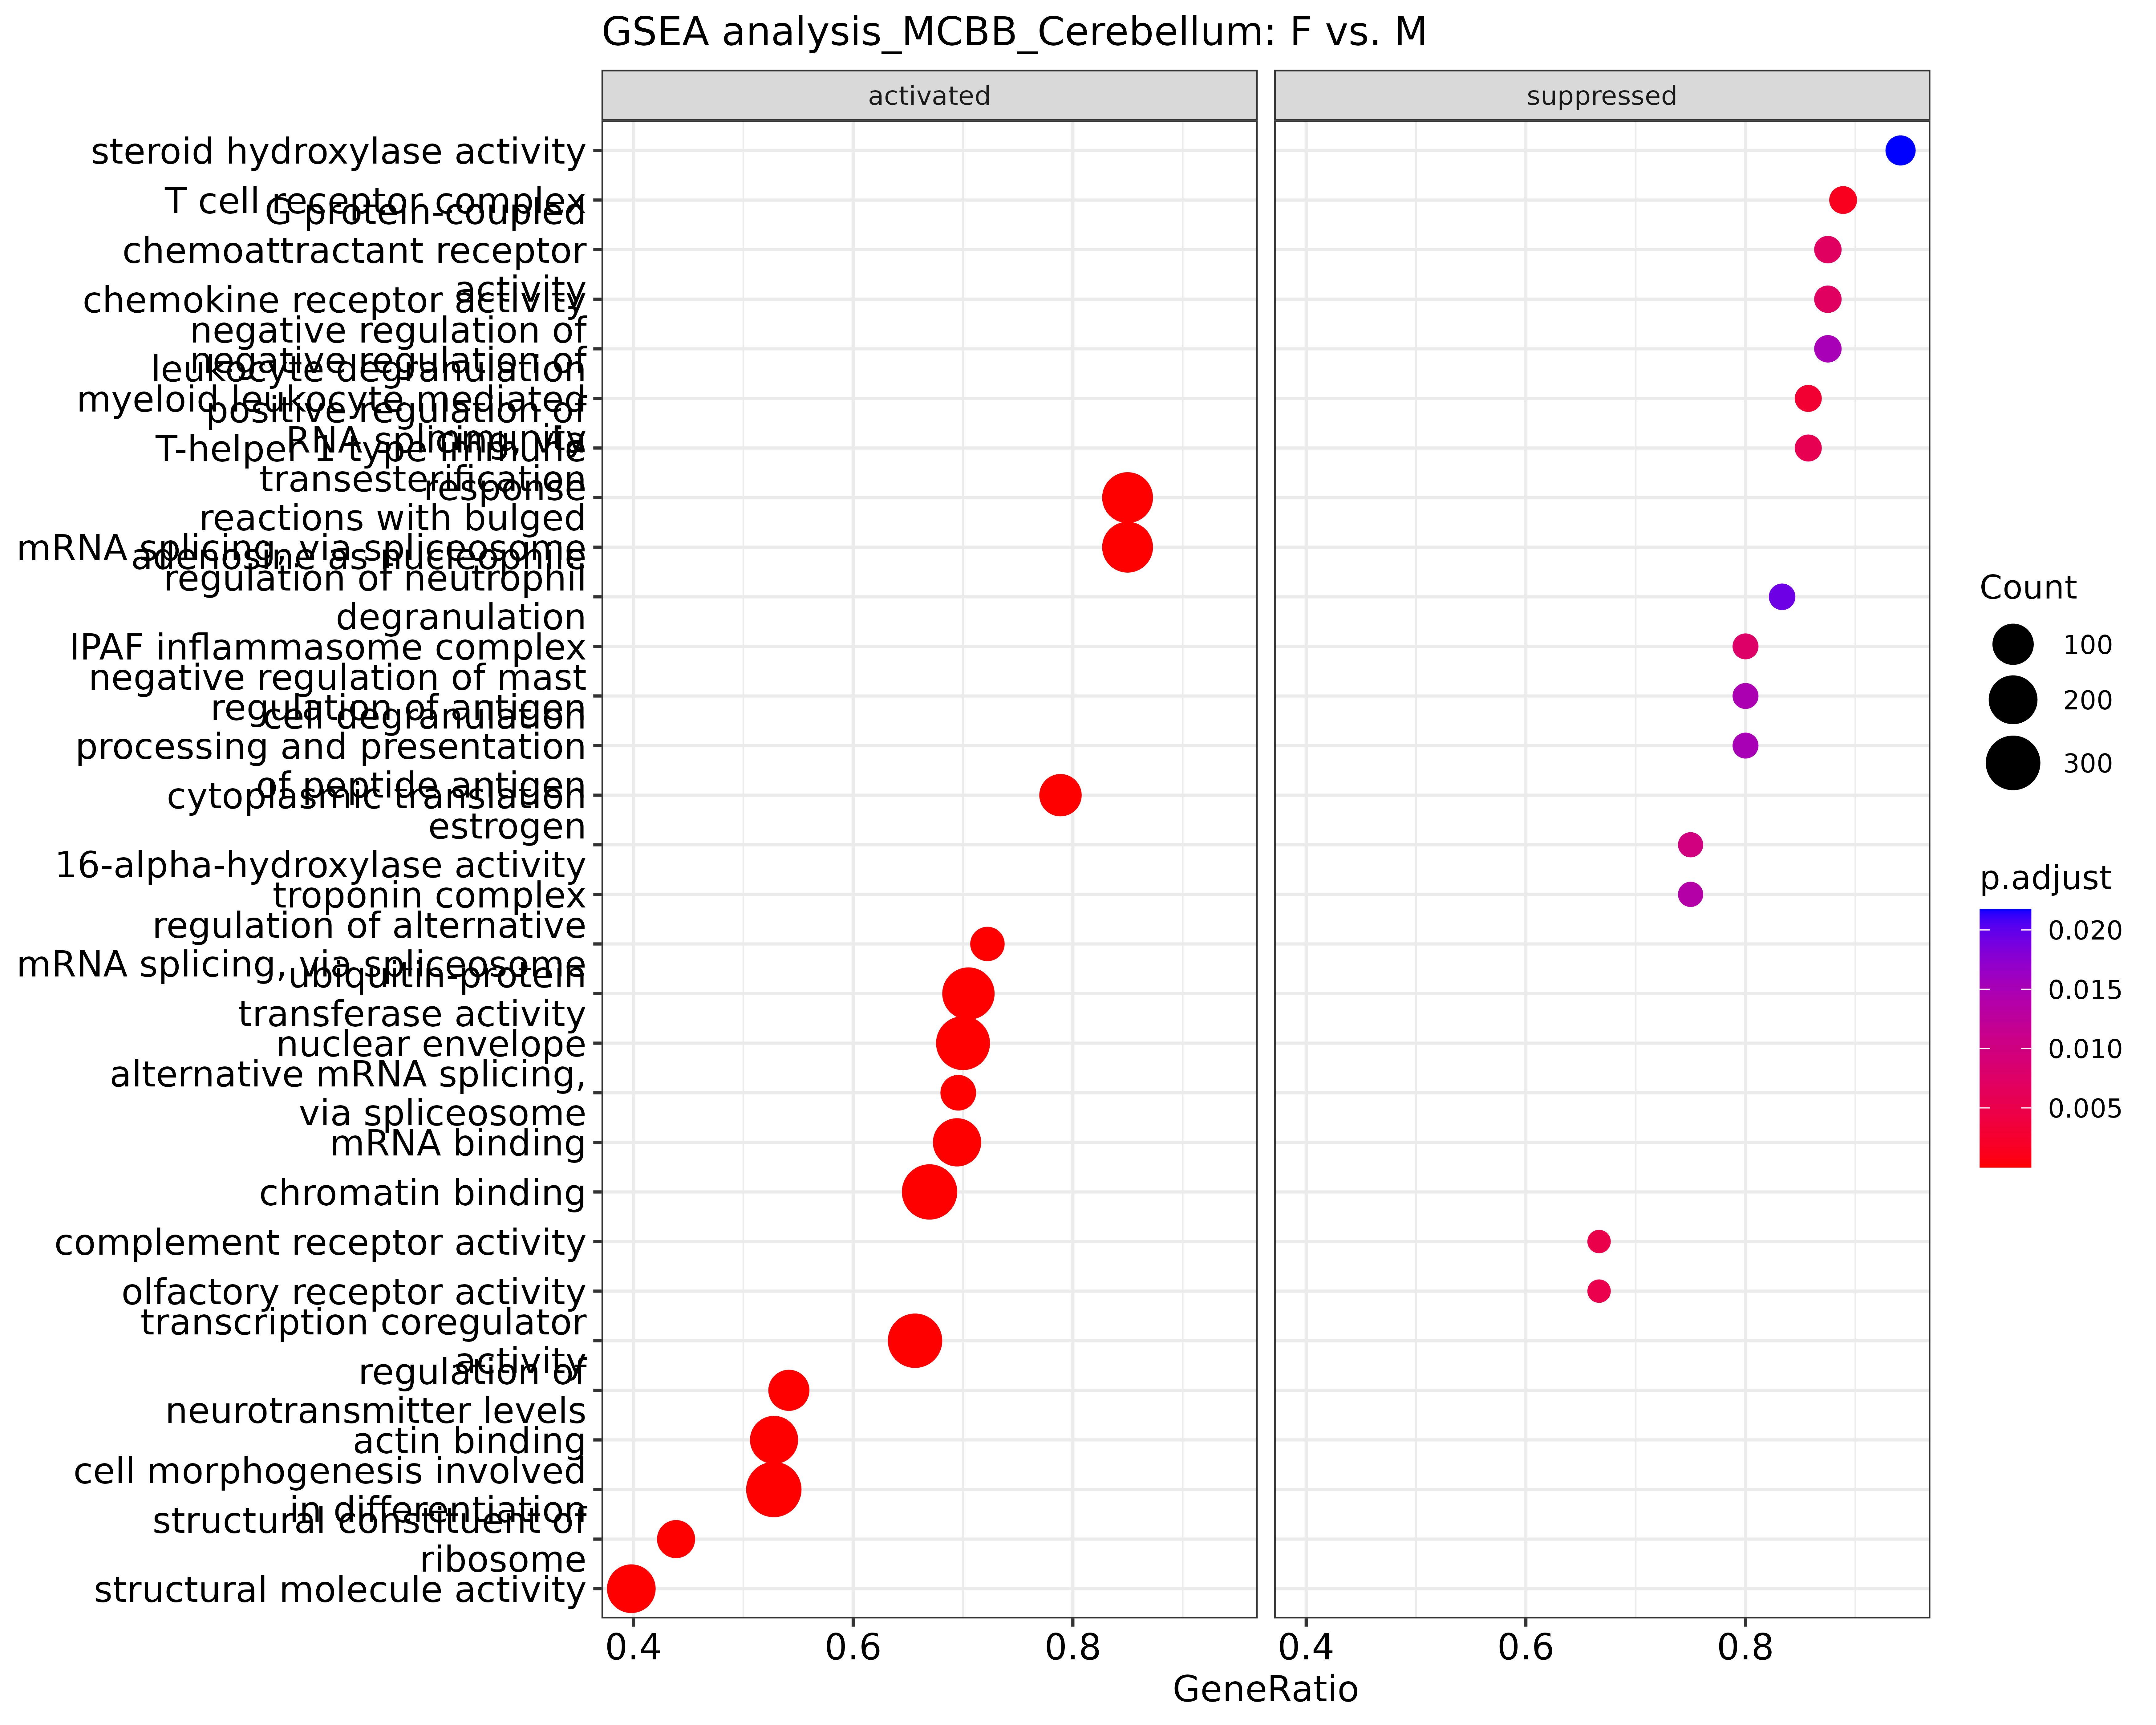 GSEA analysis_MCBB_Cerebellum: F vs. M
activated
suppressed
steroid hydroxylase activity
T cell receptor complex
G protein-coupled
chemoattractant receptor
activity
chemokine receptor activity
negative regulation of
leukocyte degranulation
negative regulation of
myeloid leukocyte mediated
immunity
positive regulation of
T-helper 1 type immune
response
RNA splicing, via
transesterification
reactions with bulged
adenosine as nucleophile
mRNA splicing, via spliceosome
regulation of neutrophil
degranulation
IPAF inflammasome complex
negative regulation of mast
cell degranulation
regulation of antigen
processing and presentation
of peptide antigen
cytoplasmic translation
estrogen
16-alpha-hydroxylase activity
troponin complex
regulation of alternative
mRNA splicing, via spliceosome
ubiquitin-protein
transferase activity
nuclear envelope
alternative mRNA splicing,
via spliceosome
mRNA binding
chromatin binding
complement receptor activity
olfactory receptor activity
transcription coregulator
activity
regulation of
neurotransmitter levels
actin binding
cell morphogenesis involved
in differentiation
structural constituent of
ribosome
structural molecule activity
0.4 0.6 0.8
0.4 0.6 0.8
GeneRatio
Count
100
200
300
p.adjust
0.020
0.015
0.010
0.005